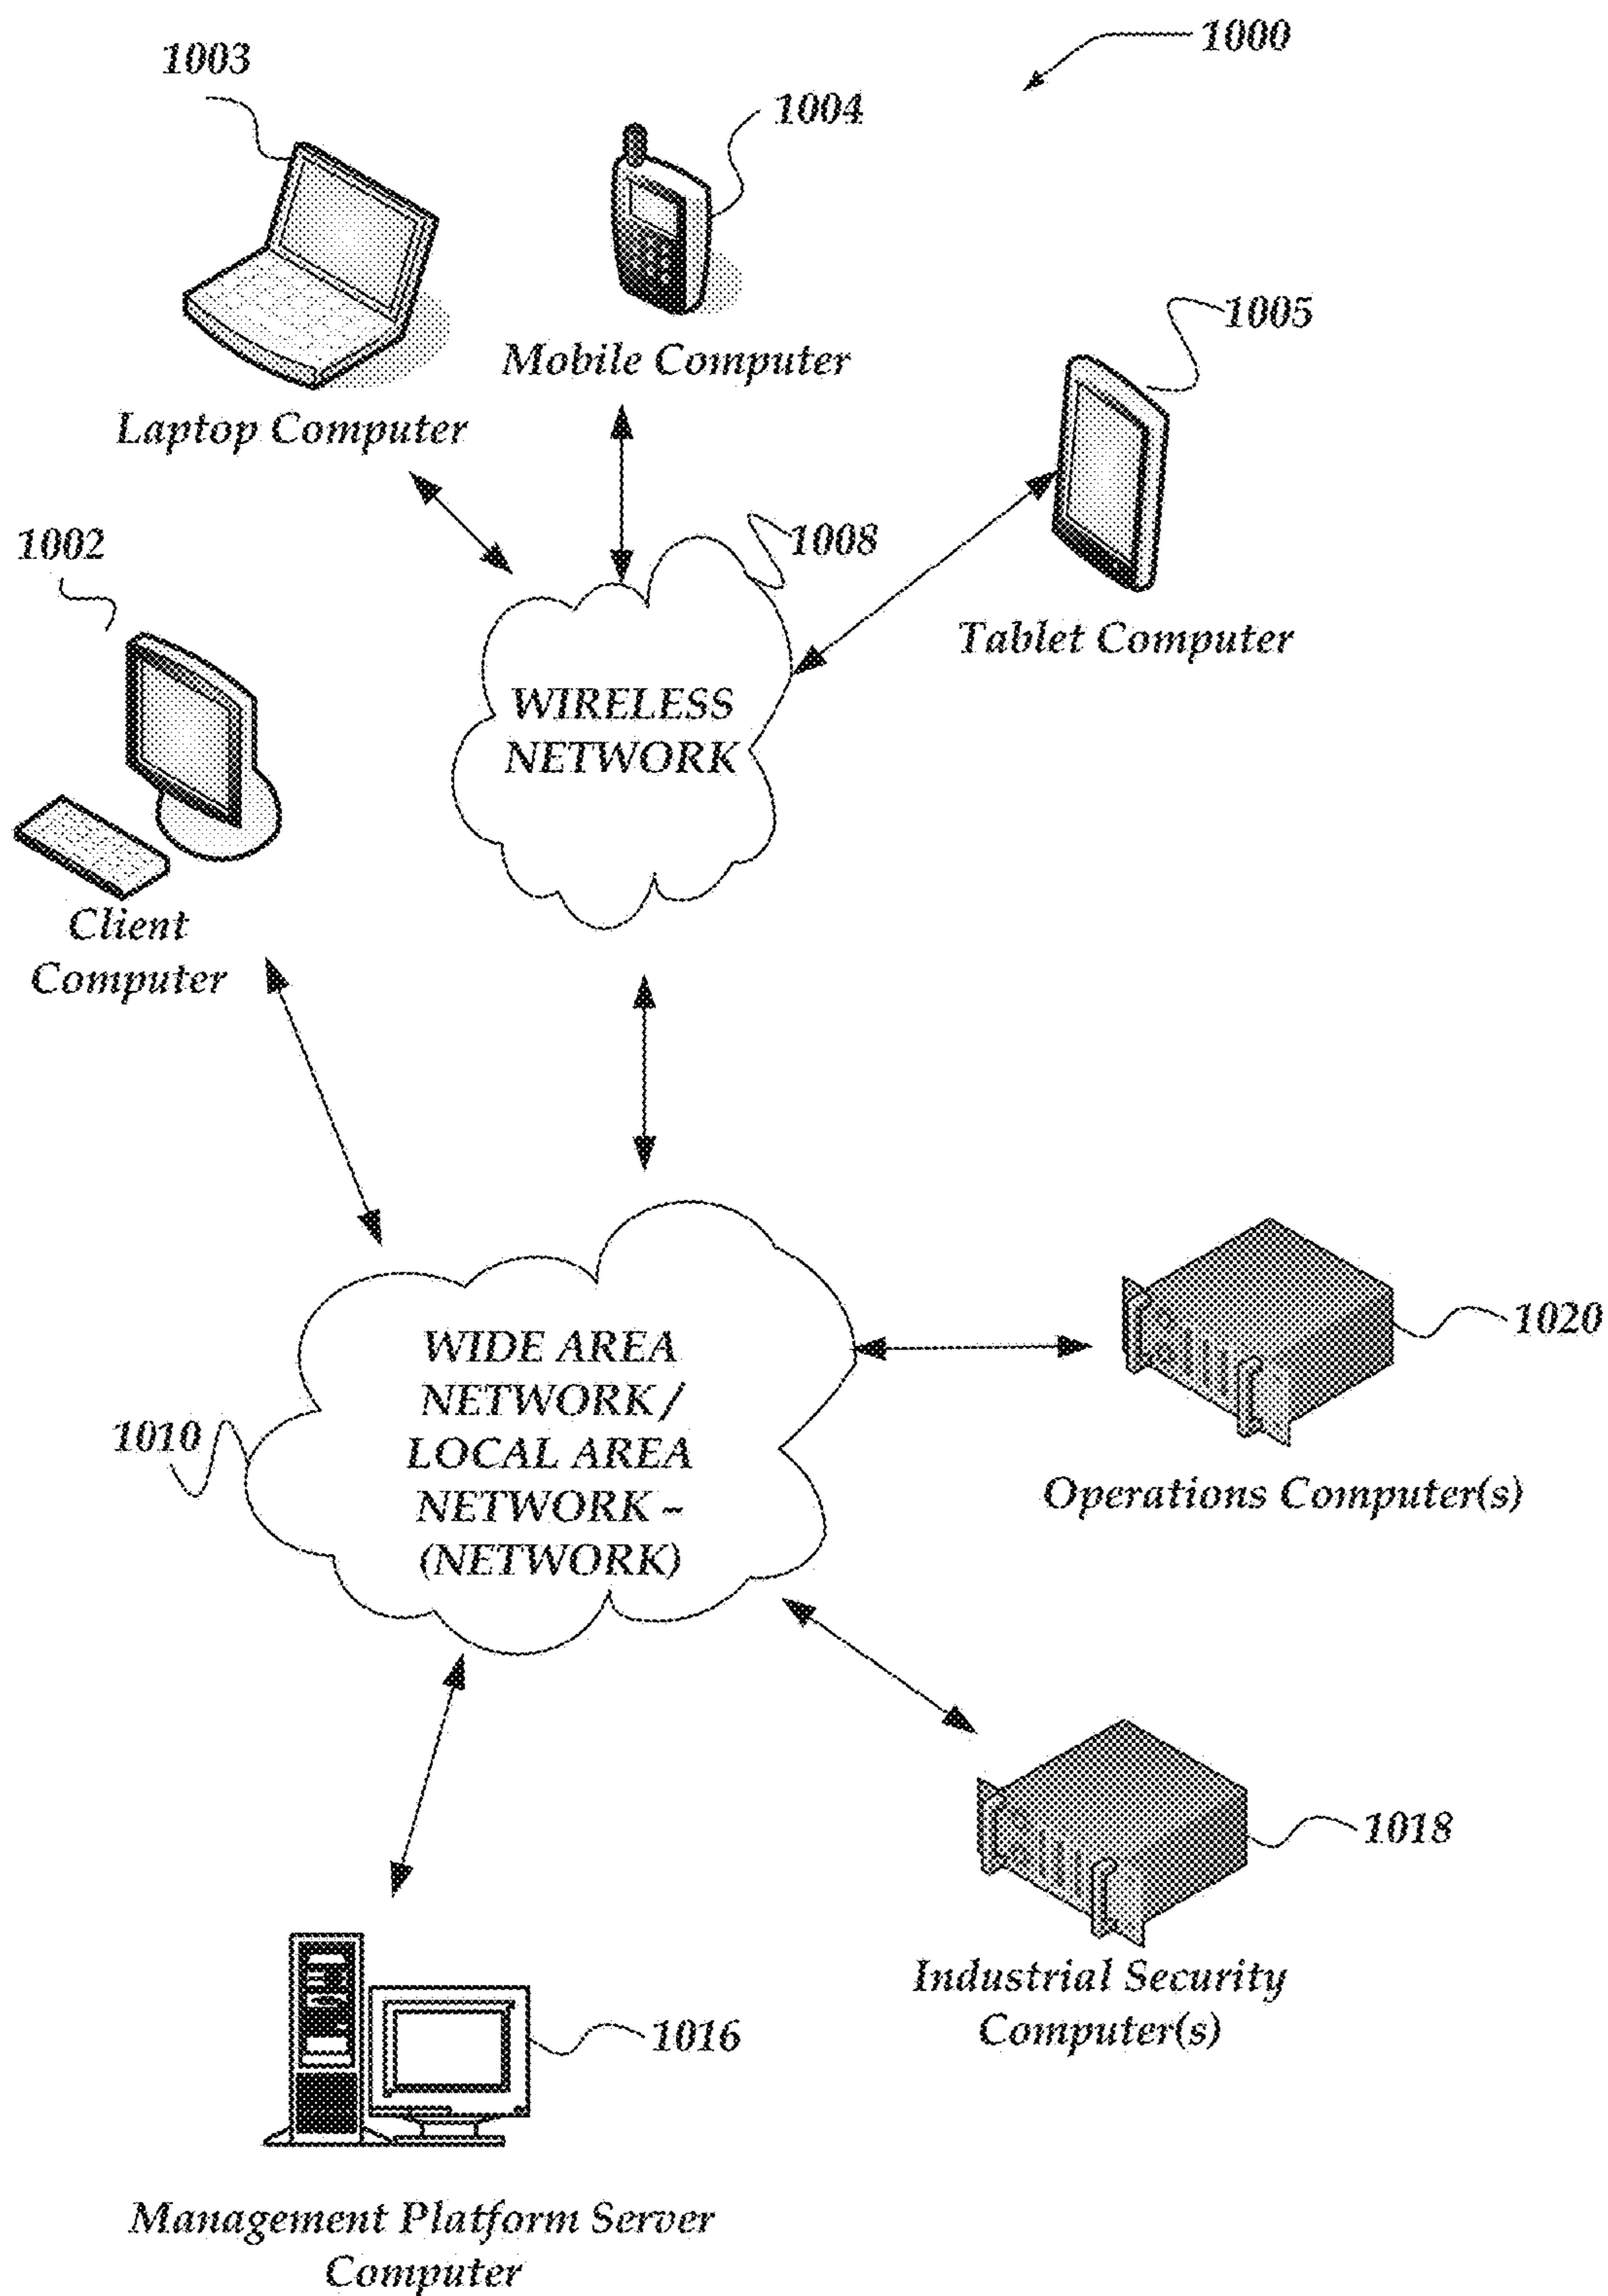 1000
1003
1004
Mobile Computer
Laptop Computer
1005
Tablet Computer
1002
Client
Computer
1008
WIRELESS
NETWORK
1010
WIDE AREA
NETWORK /
LOCAL AREA
NETWORK –
(NETWORK)
1020
Operations Computer(s)
1018
Industrial Security
Computer(s)
1016
Management Platform Server
Computer